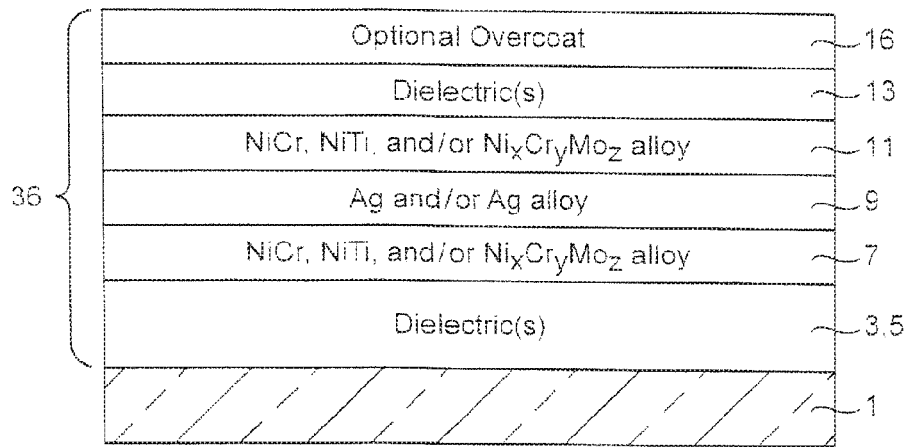 Optional Overcoat 16
Dielectric(s) 13
NiCr, NiTi, and/or NixCryMoz alloy 11
36
Ag and/or Ag alloy 9
NiCr, NiTi, and/or NixCryMoz alloy 7
Dielectric(s) 3,5
1